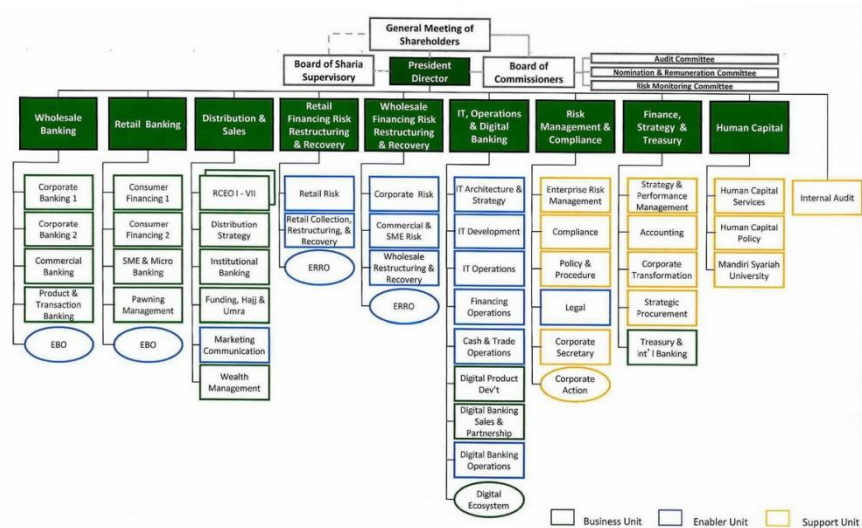 General Meeting of
Shareholders
Board of Sharia
Supervisory
President
Director
Board of
Commissioners
Audit Committee
Nomination & Remuneration Committee
Risk Monitoring Committee
Wholesale
Banking
Retail Banking
Distribution &
Sales
Retail
Financing Risk
Restructuring
& Recovery
Wholesale
Financing Risk
Restructuring
& Recovery
IT, Operations
& Digital
Banking
Risk
Management &
Compliance
Finance,
Strategy &
Treasury
Human Capital
Corporate
Banking 1
Corporate
Banking 2
Commercial
Banking
Product &
Transaction
Banking
EBO
Consumer
Financing 1
Consumer
Financing 2
SME & Micro
Banking
Pawning
Management
EBO
RCEO I - VII
Distribution
Strategy
Institutional
Banking
Funding, Hajj &
Umra
Marketing
Communication
Wealth
Management
Retail Risk
Retail Collection,
Restructuring, &
Recovery
ERRO
Corporate Risk
Commercial &
SME Risk
Wholesale
Restructuring &
Recovery
ERRO
IT Architecture &
Strategy
IT Development
IT Operations
Financing
Operations
Cash & Trade
Operations
Digital Product
Dev't
Digital Banking
Sales &
Partnership
Digital Banking
Operations
Digital
Ecosystem
Enterprise Risk
Management
Compliance
Policy &
Procedure
Legal
Corporate
Secretary
Corporate
Action
Strategy &
Performance
Management
Accounting
Corporate
Transformation
Strategic
Procurement
Treasury &
int'l Banking
Human Capital
Services
Human Capital
Policy
Mandiri Syariah
University
Internal Audit
Business Unit
Enabler Unit
Support Unit